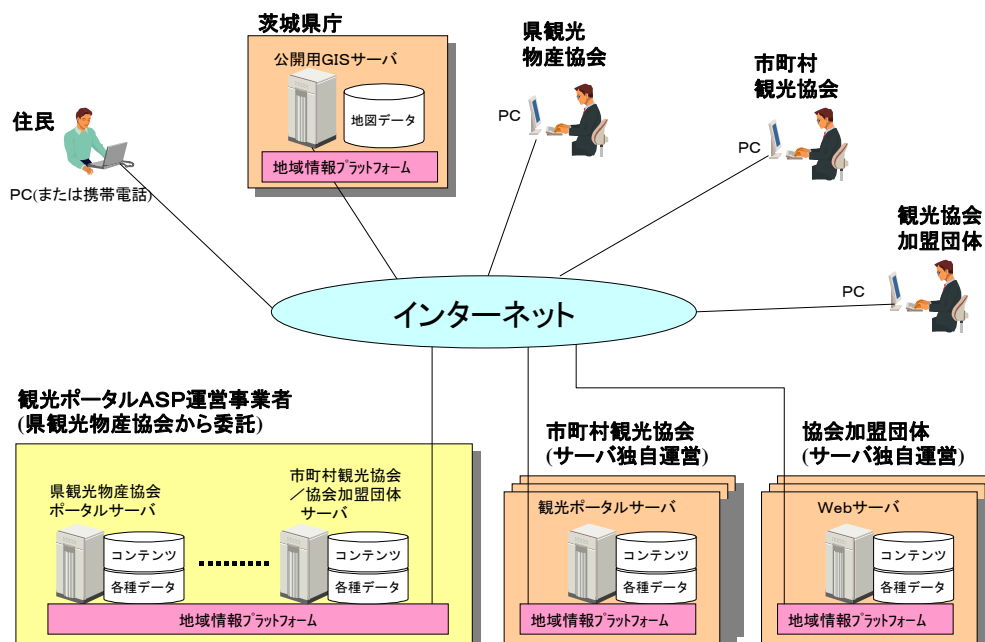 茨城県庁
公開用GISサーバ
地図データ
地域情報プラットフォーム
県観光
物産協会
PC
市町村
観光協会
PC
住民
PC(または携帯電話)
観光協会
加盟団体
PC
インターネット
観光ポータルASP運営事業者
(県観光物産協会から委託)
県観光物産協会
ポータルサーバ
コンテンツ
各種データ
市町村観光協会
／協会加盟団体
サーバ
コンテンツ
各種データ
地域情報プラットフォーム
市町村観光協会
(サーバ独自運営)
観光ポータルサーバ
コンテンツ
各種データ
地域情報プラットフォーム
協会加盟団体
(サーバ独自運営)
Webサーバ
コンテンツ
各種データ
地域情報プラットフォーム